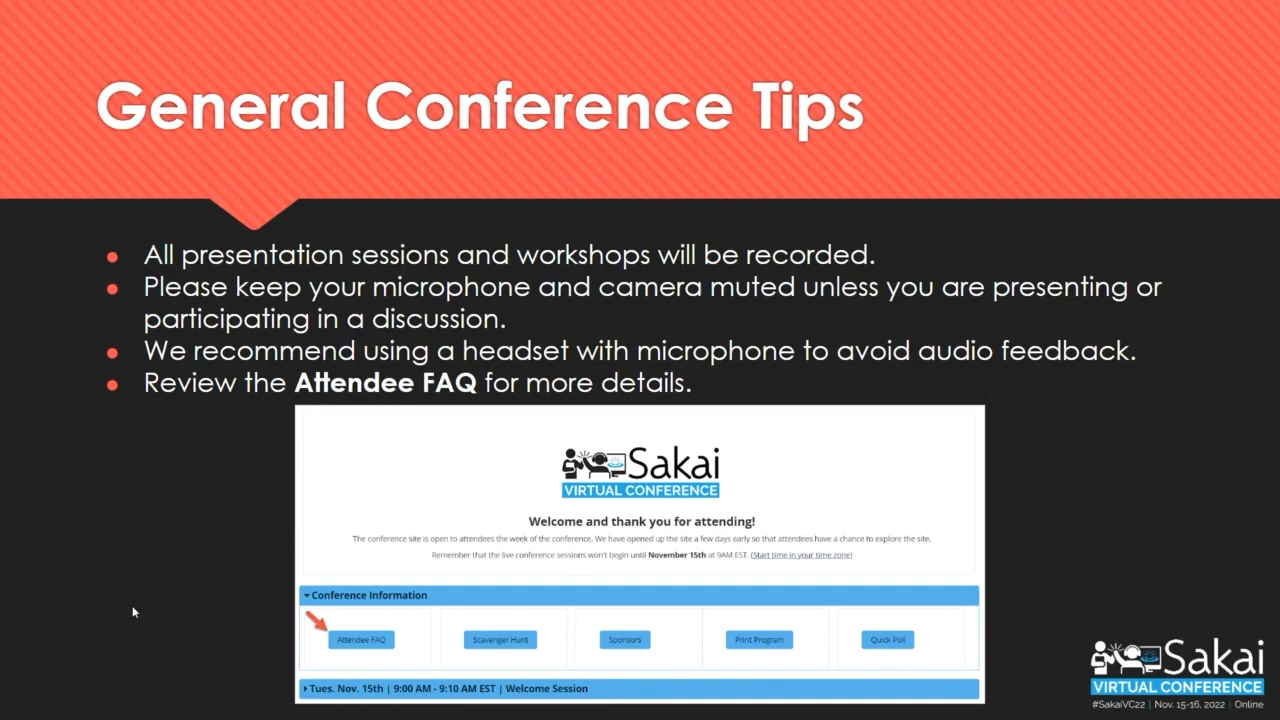 General Conference Tips
All presentation sessions and workshops will be recorded.
Please keep your microphone and camera muted unless you are presenting or
participating in a discussion.
We recommend using a headset with microphone to avoid audio feedback.
Review the Attendee FAQ for more details.
Sakai
VIRTUAL CONFERENCE
Welcome and thank you for attending!
The conference site is open to attendees the week of the conference. We have opened up the site a few days early so that attendees have a chance to explore the site.
Remember that the live conference sessions won't begin until November 15th at 9AM EST. (Start time in your time zone)
Conference Information
Attendee FAQ Scavenger Hunt Sponsors Print Program Quick Poll
Tues. Nov. 15th | 9:00 AM - 9:10 AM EST | Welcome Session
Sakai
VIRTUAL CONFERENCE
#SakaiVC22 | Nov. 15-16, 2022 | Online